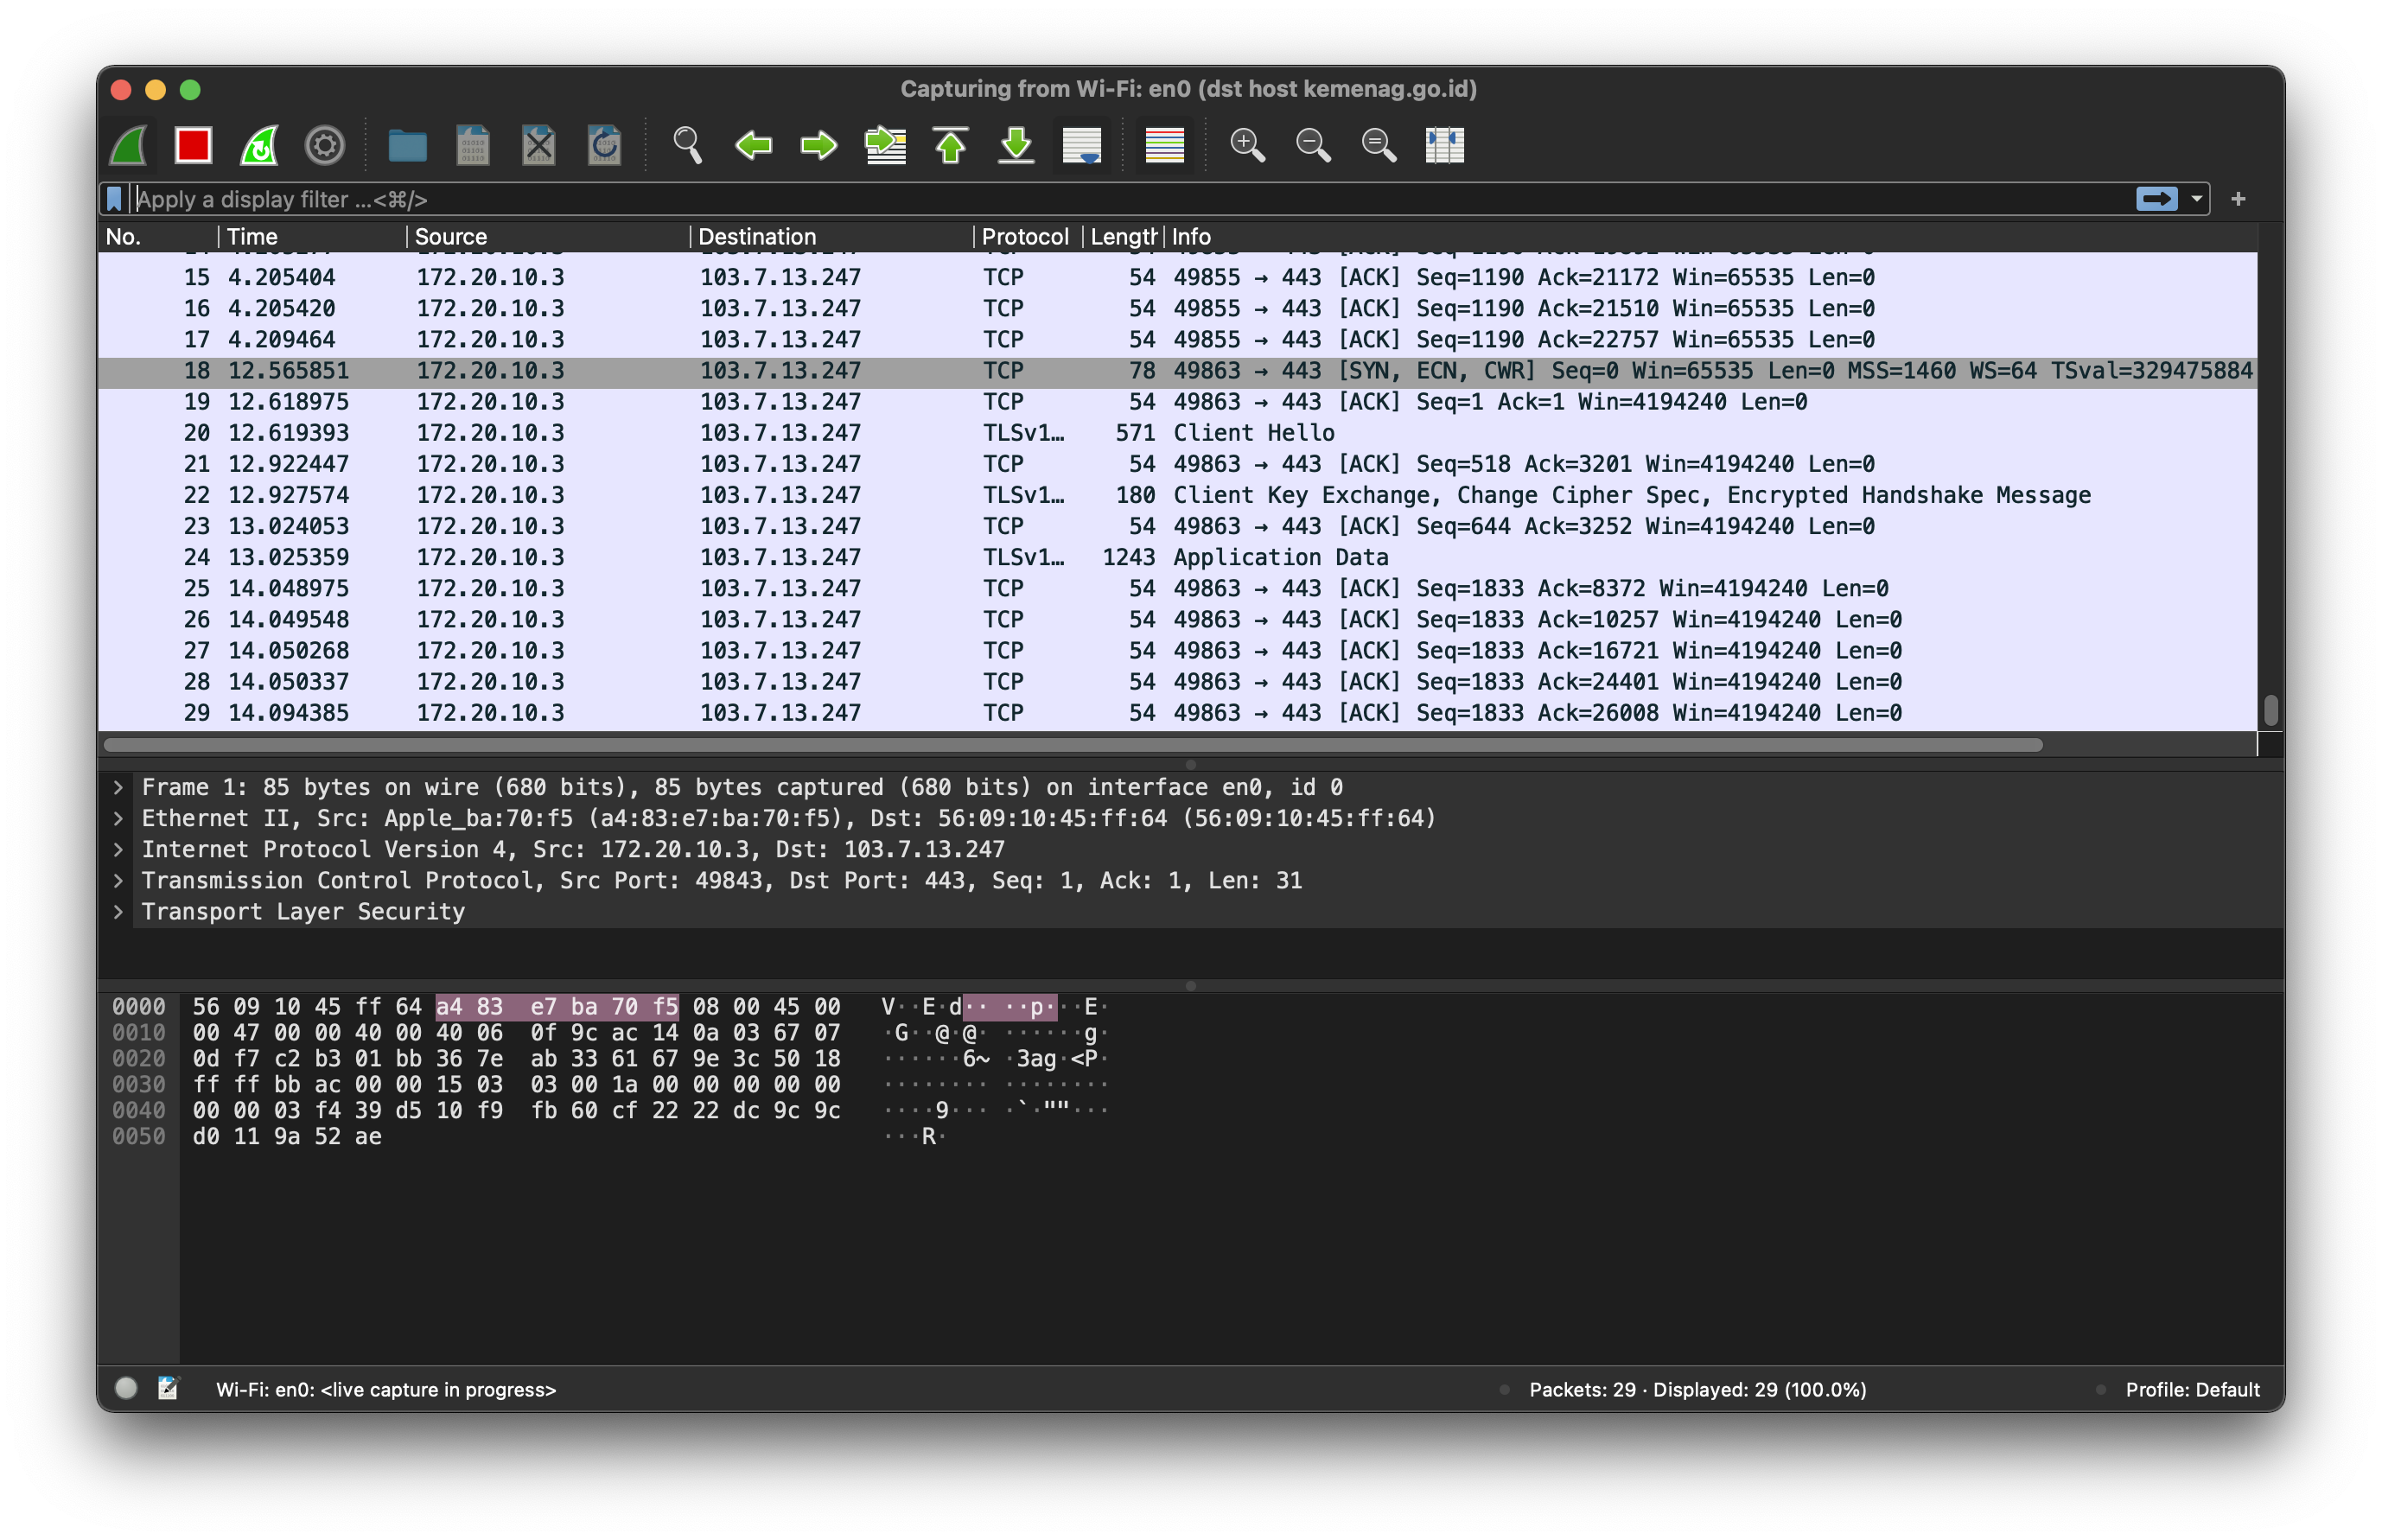 Capturing from Wi-Fi: en0 (dst host kemenag.go.id)
Apply a display filter ... <⌘/>
No. Time Source Destination Protocol Length Info
15 4.205404 172.20.10.3 103.7.13.247 TCP 54 49855 → 443 [ACK] Seq=1190 Ack=21172 Win=65535 Len=0
16 4.205420 172.20.10.3 103.7.13.247 TCP 54 49855 → 443 [ACK] Seq=1190 Ack=21510 Win=65535 Len=0
17 4.209464 172.20.10.3 103.7.13.247 TCP 54 49855 → 443 [ACK] Seq=1190 Ack=22757 Win=65535 Len=0
18 12.565851 172.20.10.3 103.7.13.247 TCP 78 49863 → 443 [SYN, ECN, CWR] Seq=0 Win=65535 Len=0 MSS=1460 WS=64 TSval=329475884
19 12.618975 172.20.10.3 103.7.13.247 TCP 54 49863 → 443 [ACK] Seq=1 Ack=1 Win=4194240 Len=0
20 12.619393 172.20.10.3 103.7.13.247 TLSv1… 571 Client Hello
21 12.922447 172.20.10.3 103.7.13.247 TCP 54 49863 → 443 [ACK] Seq=518 Ack=3201 Win=4194240 Len=0
22 12.927574 172.20.10.3 103.7.13.247 TLSv1… 180 Client Key Exchange, Change Cipher Spec, Encrypted Handshake Message
23 13.024053 172.20.10.3 103.7.13.247 TCP 54 49863 → 443 [ACK] Seq=644 Ack=3252 Win=4194240 Len=0
24 13.025359 172.20.10.3 103.7.13.247 TLSv1… 1243 Application Data
25 14.048975 172.20.10.3 103.7.13.247 TCP 54 49863 → 443 [ACK] Seq=1833 Ack=8372 Win=4194240 Len=0
26 14.049548 172.20.10.3 103.7.13.247 TCP 54 49863 → 443 [ACK] Seq=1833 Ack=10257 Win=4194240 Len=0
27 14.050268 172.20.10.3 103.7.13.247 TCP 54 49863 → 443 [ACK] Seq=1833 Ack=16721 Win=4194240 Len=0
28 14.050337 172.20.10.3 103.7.13.247 TCP 54 49863 → 443 [ACK] Seq=1833 Ack=24401 Win=4194240 Len=0
29 14.094385 172.20.10.3 103.7.13.247 TCP 54 49863 → 443 [ACK] Seq=1833 Ack=26008 Win=4194240 Len=0
Frame 1: 85 bytes on wire (680 bits), 85 bytes captured (680 bits) on interface en0, id 0
Ethernet II, Src: Apple_ba:70:f5 (a4:83:e7:ba:70:f5), Dst: 56:09:10:45:ff:64 (56:09:10:45:ff:64)
Internet Protocol Version 4, Src: 172.20.10.3, Dst: 103.7.13.247
Transmission Control Protocol, Src Port: 49843, Dst Port: 443, Seq: 1, Ack: 1, Len: 31
Transport Layer Security
0000 56 09 10 45 ff 64 a4 83 e7 ba 70 f5 08 00 45 00 V··E·d·· ··p···E·
0010 00 47 00 00 40 00 40 06 0f 9c ac 14 0a 03 67 07 ·G··@·@· ······g·
0020 0d f7 c2 b3 01 bb 36 7e ab 33 61 67 9e 3c 50 18 ······6~ ·3ag·<P·
0030 ff ff bb ac 00 00 15 03 03 00 1a 00 00 00 00 00 ········ ········
0040 00 00 03 f4 39 d5 10 f9 fb 60 cf 22 22 dc 9c 9c ····9··· ·`·""···
0050 d0 11 9a 52 ae ···R·
Wi-Fi: en0: <live capture in progress> Packets: 29 · Displayed: 29 (100.0%) Profile: Default